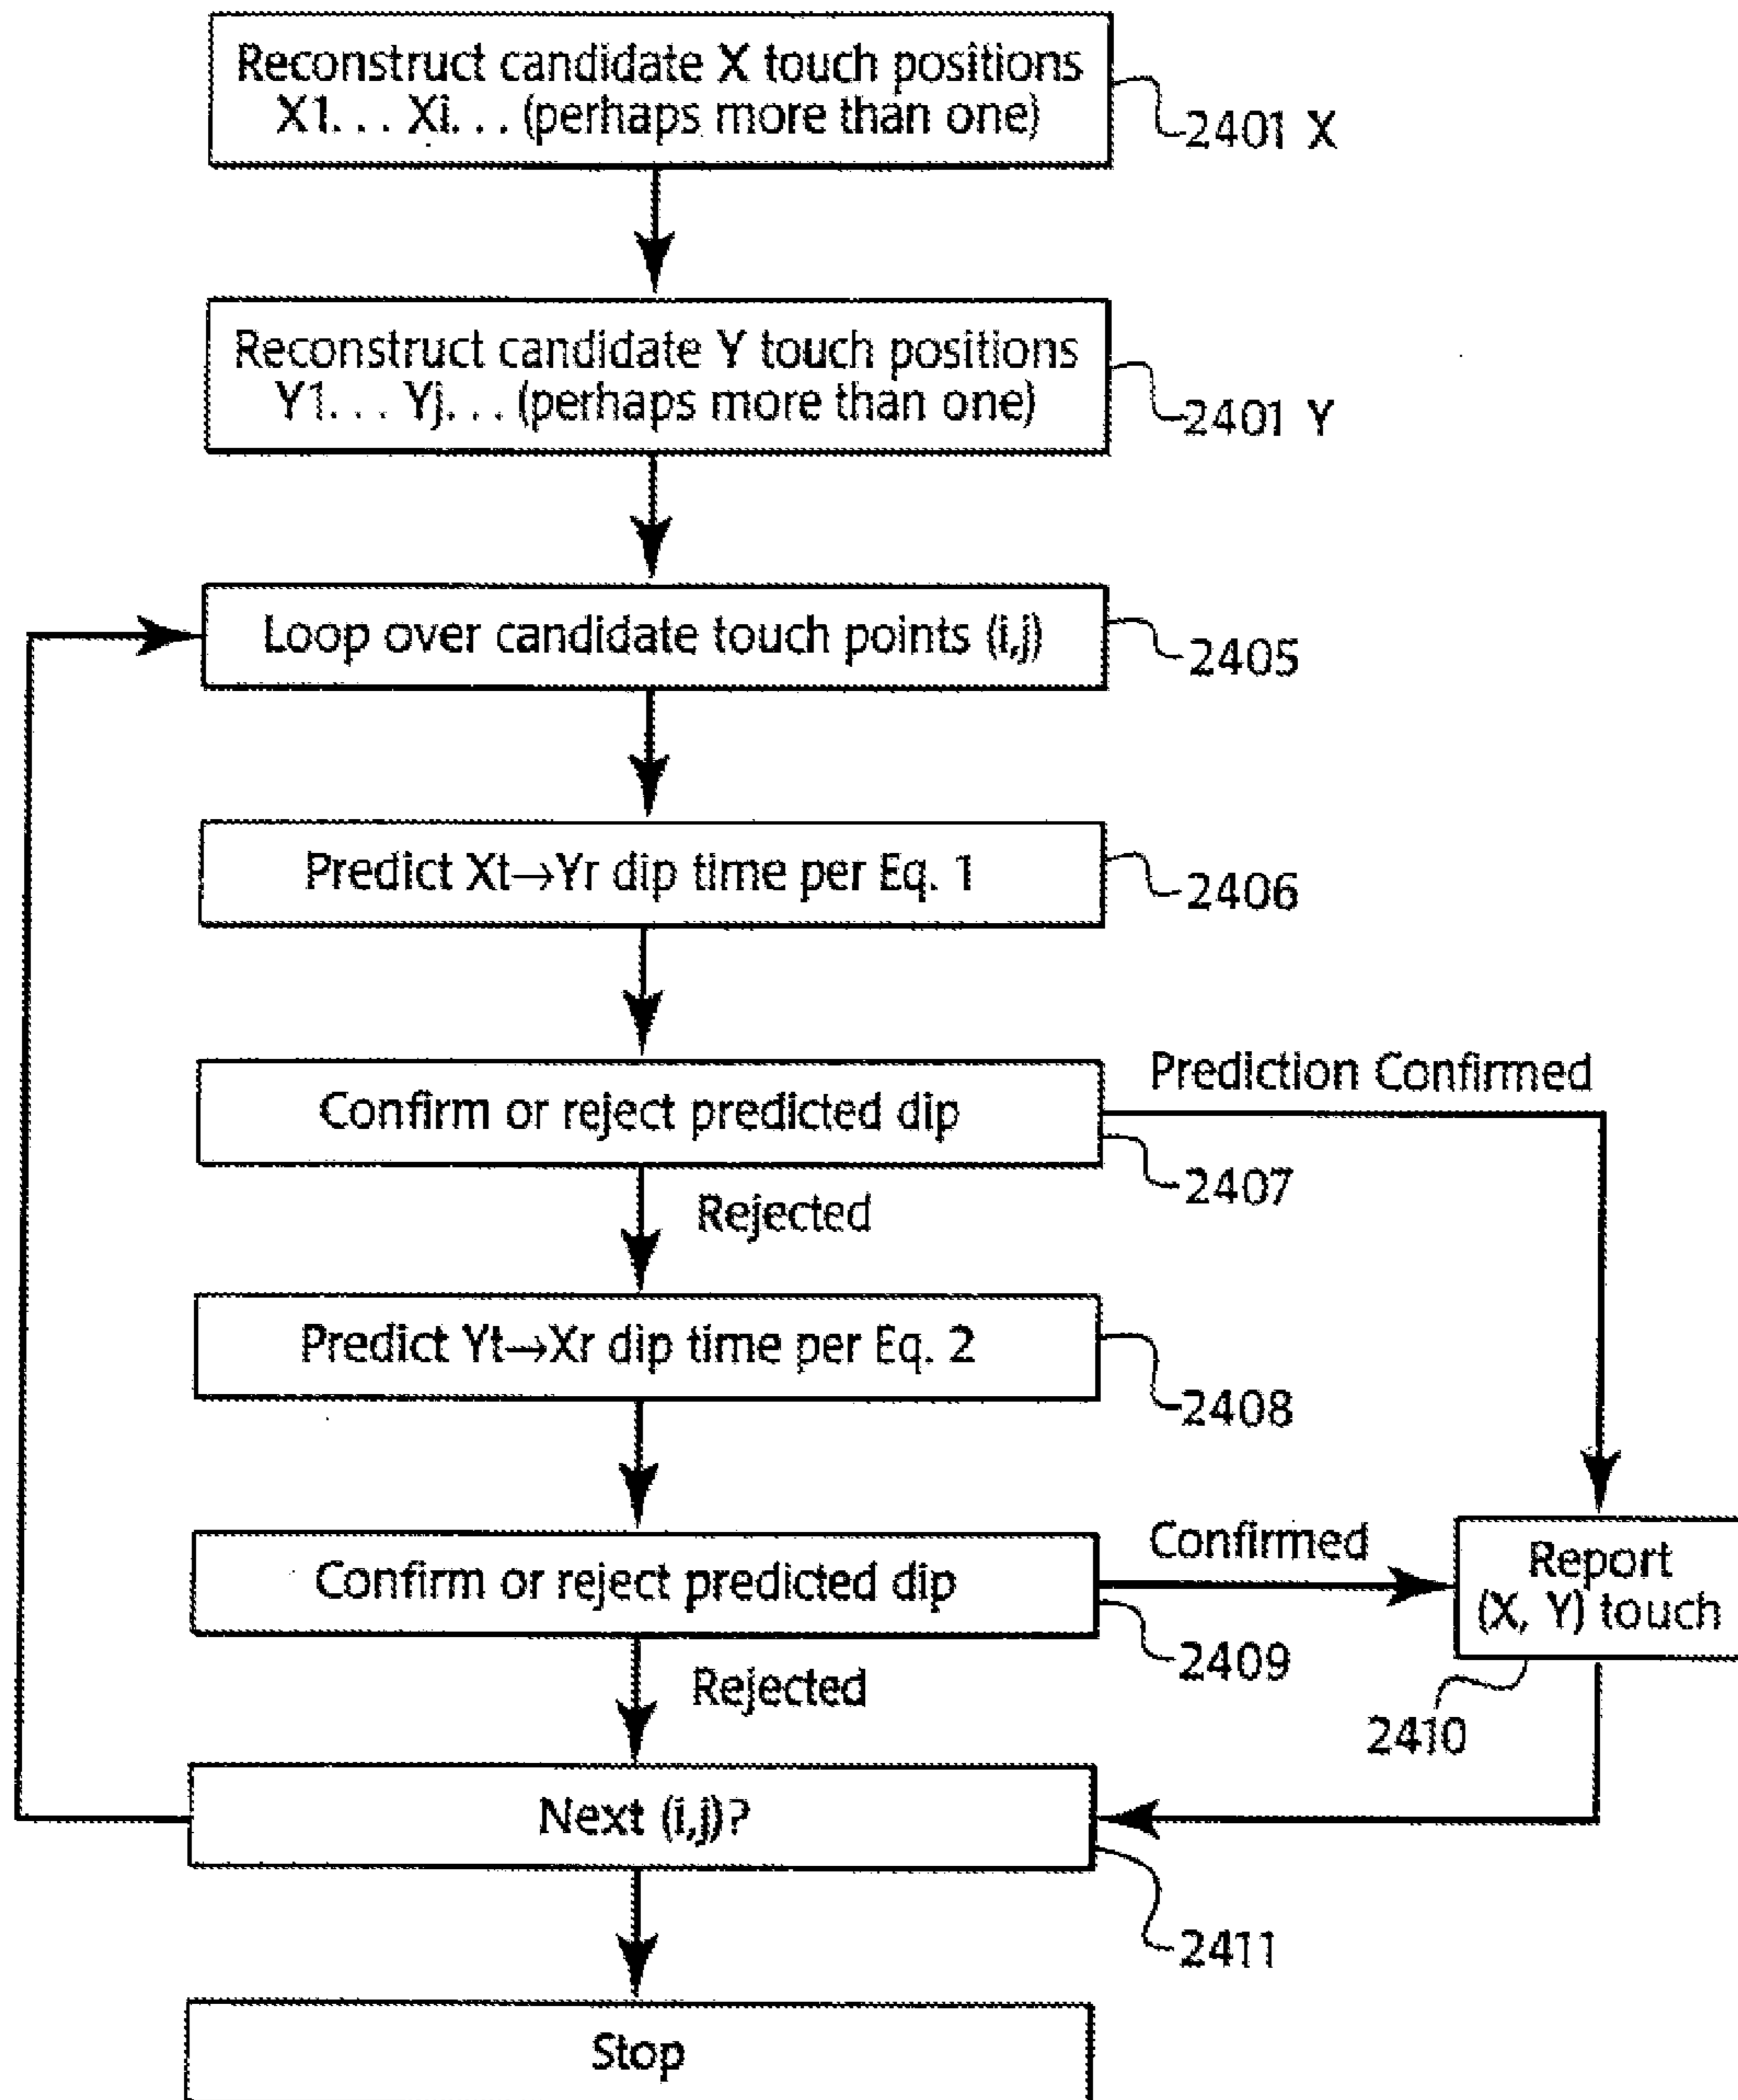 Reconstruct candidate X touch positions
X1. . . Xi. . . (perhaps more than one)
2401 X
Reconstruct candidate Y touch positions
Y1. . . Yj. . . (perhaps more than one)
2401 Y
Loop over candidate touch points (i,j)
2405
Predict Xt→Yr dip time per Eq. 1
2406
Confirm or reject predicted dip
Prediction Confirmed
2407
Rejected
Predict Yt→Xr dip time per Eq. 2
2408
Confirm or reject predicted dip
Confirmed
2409
Report
(X, Y) touch
2410
Rejected
Next (i,j)?
2411
Stop